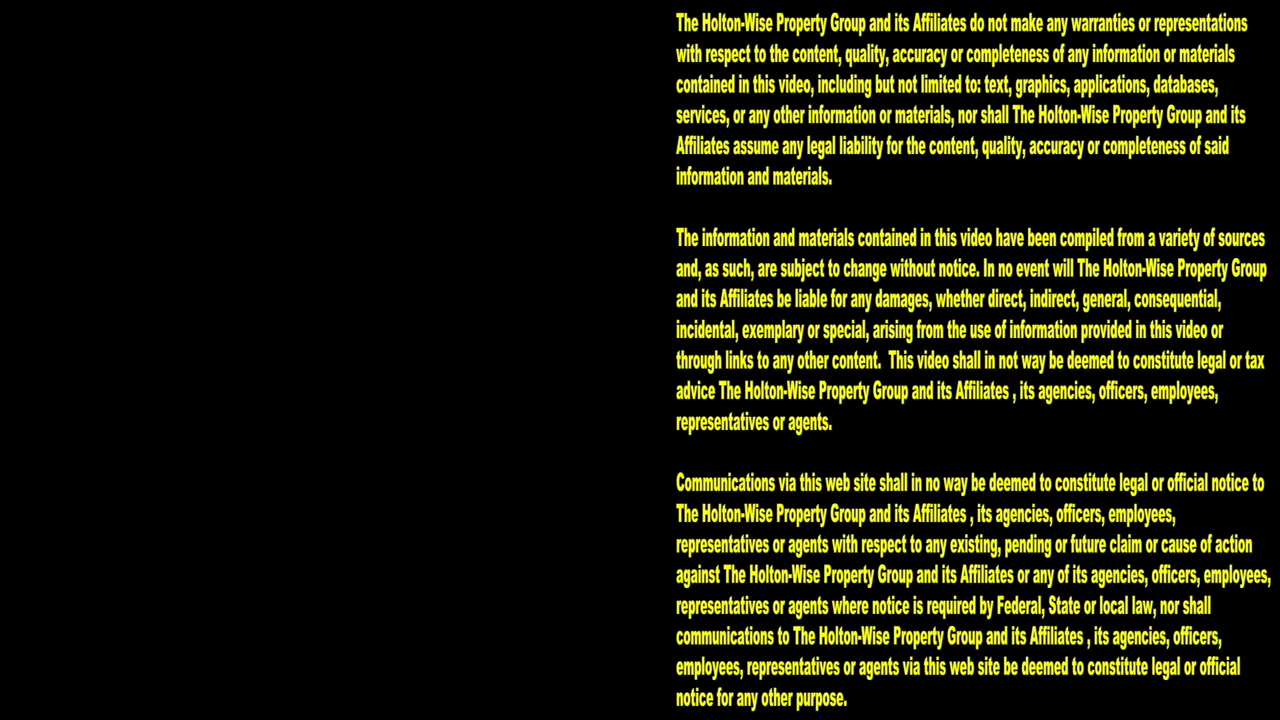 The Holton-Wise Property Group and its Affiliates do not make any warranties or representations
with respect to the content, quality, accuracy or completeness of any information or materials
contained in this video, including but not limited to: text, graphics, applications, databases,
services, or any other information or materials, nor shall The Holton-Wise Property Group and its
Affiliates assume any legal liability for the content, quality, accuracy or completeness of said
information and materials.
The information and materials contained in this video have been compiled from a variety of sources
and, as such, are subject to change without notice. In no event will The Holton-Wise Property Group
and its Affiliates be liable for any damages, whether direct, indirect, general, consequential,
incidental, exemplary or special, arising from the use of information provided in this video or
through links to any other content.  This video shall in not way be deemed to constitute legal or tax
advice The Holton-Wise Property Group and its Affiliates , its agencies, officers, employees,
representatives or agents.
Communications via this web site shall in no way be deemed to constitute legal or official notice to
The Holton-Wise Property Group and its Affiliates , its agencies, officers, employees,
representatives or agents with respect to any existing, pending or future claim or cause of action
against The Holton-Wise Property Group and its Affiliates or any of its agencies, officers, employees,
representatives or agents where notice is required by Federal, State or local law, nor shall
communications to The Holton-Wise Property Group and its Affiliates , its agencies, officers,
employees, representatives or agents via this web site be deemed to constitute legal or official
notice for any other purpose.